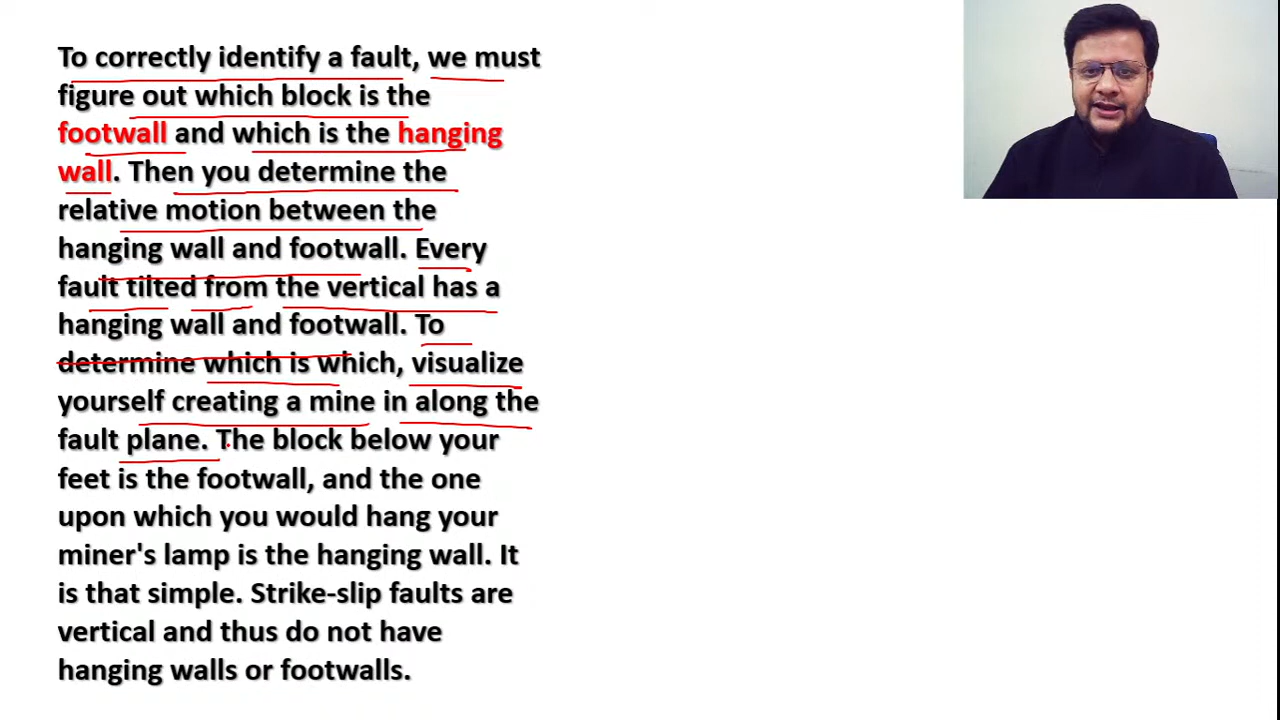 To correctly identify a fault, we must
figure out which block is the
footwall and which is the hanging
wall. Then you determine the
relative motion between the
hanging wall and footwall. Every
fault tilted from the vertical has a
hanging wall and footwall. To
determine which is which, visualize
yourself creating a mine in along the
fault plane. The block below your
feet is the footwall, and the one
upon which you would hang your
miner's lamp is the hanging wall. It
is that simple. Strike-slip faults are
vertical and thus do not have
hanging walls or footwalls.